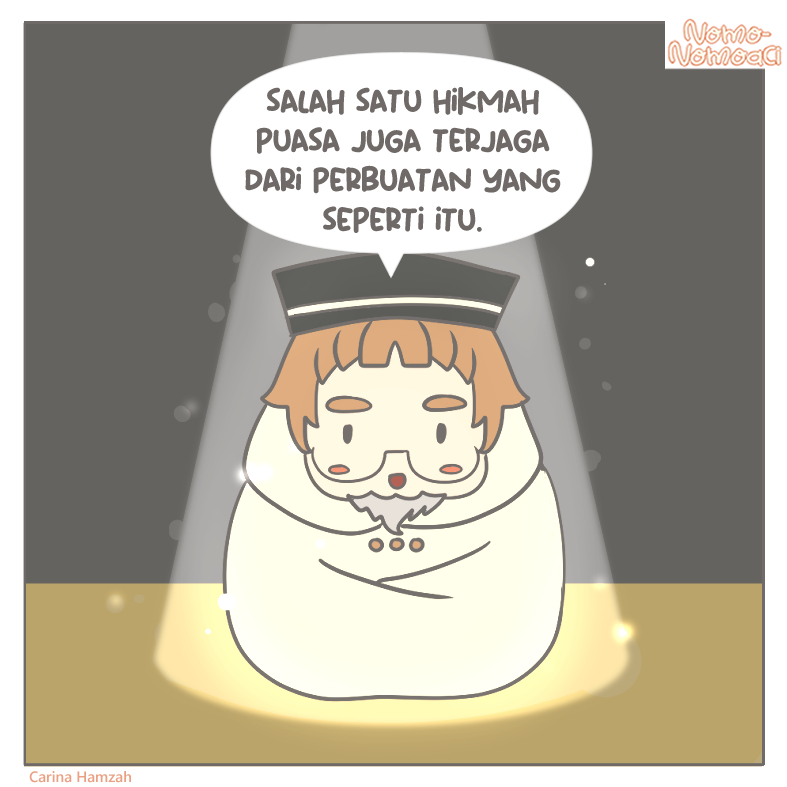 Nomo-
Nomoaci
SALAH SATU HIKMAH
PUASA JUGA TERJAGA
DARI PERBUATAN YANG
SEPERTI ITU.
Carina Hamzah